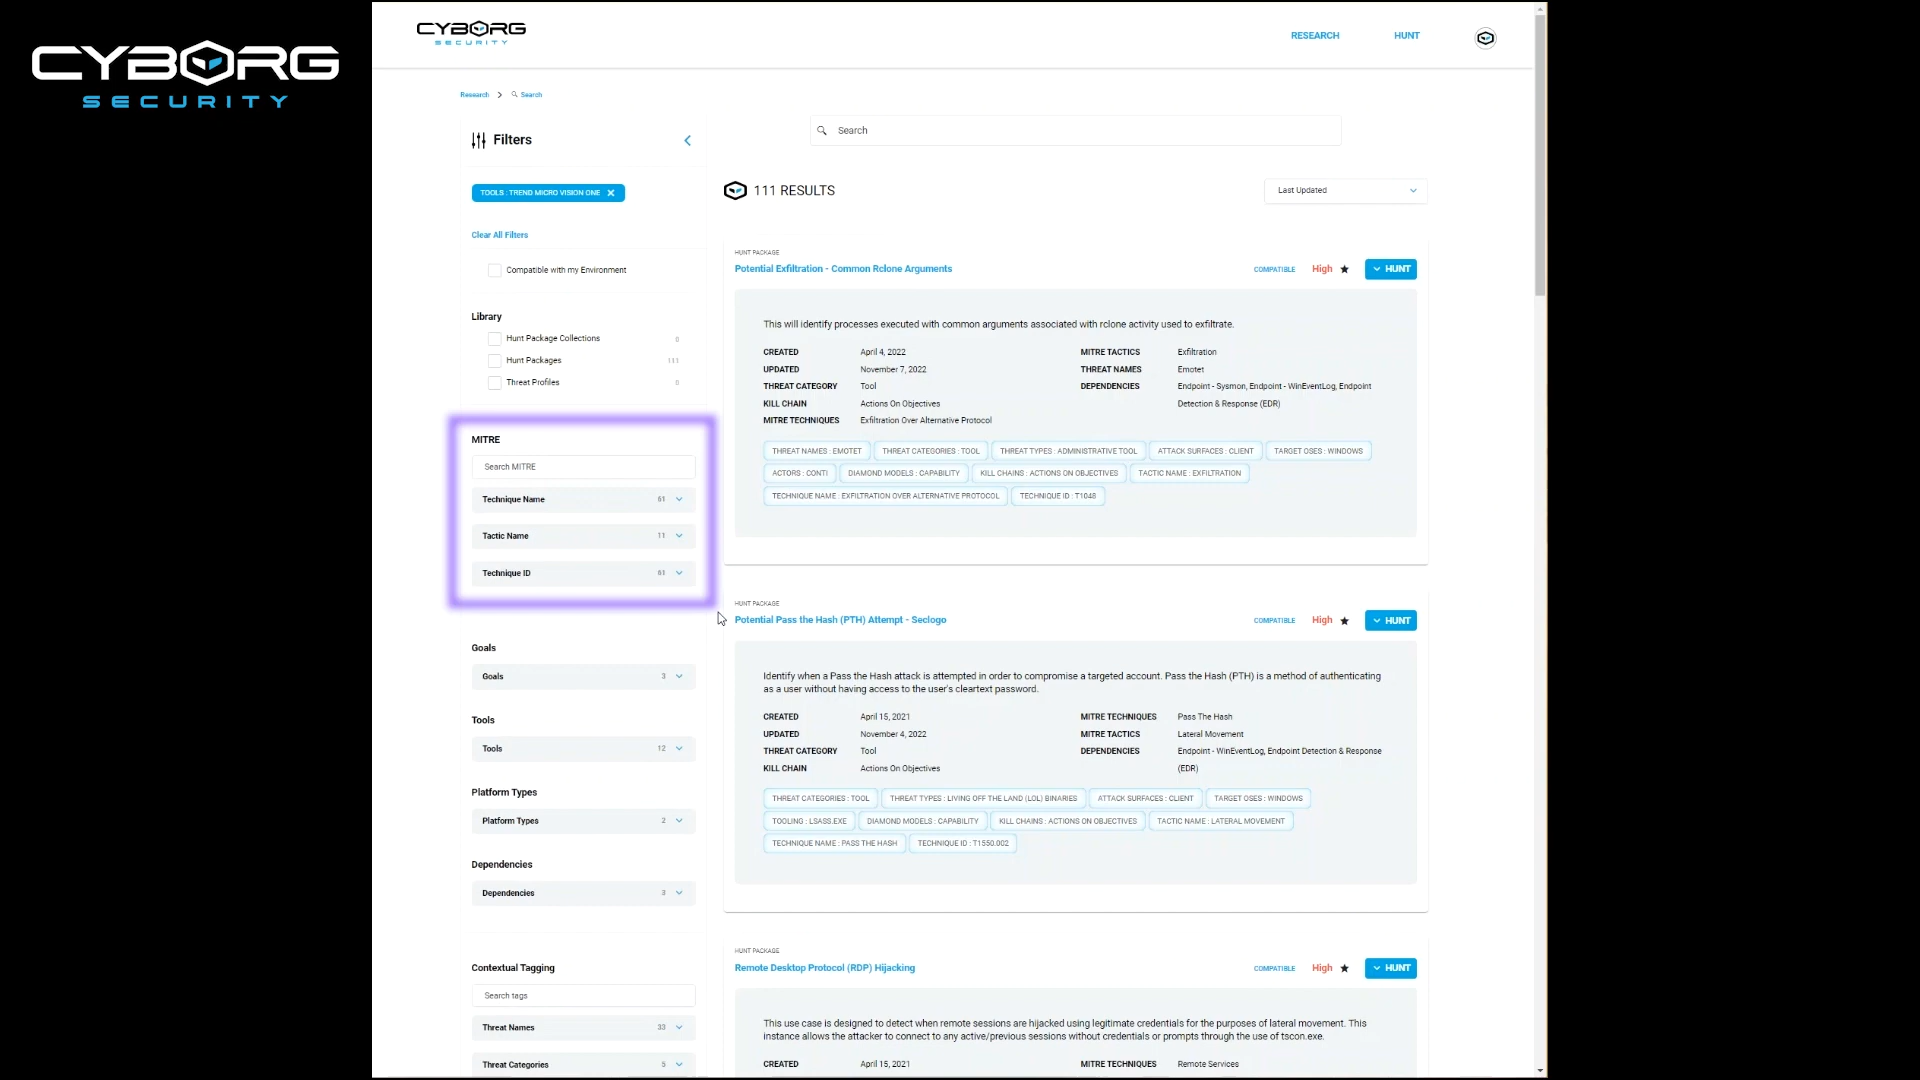 CYBORG
SECURITY
CYBORG
SECURITY
RESEARCH
HUNT
Research
Search
Filters
TOOLS : TREND MICRO VISION ONE
Clear All Filters
Compatible with my Environment
Library
Hunt Package Collections 0
Hunt Packages 111
Threat Profiles 0
MITRE
Search MITRE
Technique Name 61
Tactic Name 11
Technique ID 61
Goals
Goals 3
Tools
Tools 12
Platform Types
Platform Types 2
Dependencies
Dependencies 3
Contextual Tagging
Search tags
Threat Names 33
Threat Categories 5
Search
111 RESULTS
Last Updated
HUNT PACKAGE
Potential Exfiltration - Common Rclone Arguments
COMPATIBLE High HUNT
This will identify processes executed with common arguments associated with rclone activity used to exfiltrate.
CREATED April 4, 2022
UPDATED November 7, 2022
THREAT CATEGORY Tool
KILL CHAIN Actions On Objectives
MITRE TECHNIQUES Exfiltration Over Alternative Protocol
MITRE TACTICS Exfiltration
THREAT NAMES Emotet
DEPENDENCIES Endpoint - Sysmon, Endpoint - WinEventLog, Endpoint
Detection & Response (EDR)
THREAT NAMES : EMOTET THREAT CATEGORIES : TOOL THREAT TYPES : ADMINISTRATIVE TOOL ATTACK SURFACES : CLIENT TARGET OSES : WINDOWS
ACTORS : CONTI DIAMOND MODELS : CAPABILITY KILL CHAINS : ACTIONS ON OBJECTIVES TACTIC NAME : EXFILTRATION
TECHNIQUE NAME : EXFILTRATION OVER ALTERNATIVE PROTOCOL TECHNIQUE ID : T1048
HUNT PACKAGE
Potential Pass the Hash (PTH) Attempt - Seclogo
COMPATIBLE High HUNT
Identify when a Pass the Hash attack is attempted in order to compromise a targeted account. Pass the Hash (PTH) is a method of authenticating
as a user without having access to the user's cleartext password.
CREATED April 15, 2021
UPDATED November 4, 2022
THREAT CATEGORY Tool
KILL CHAIN Actions On Objectives
MITRE TECHNIQUES Pass The Hash
MITRE TACTICS Lateral Movement
DEPENDENCIES Endpoint - WinEventLog, Endpoint Detection & Response
(EDR)
THREAT CATEGORIES : TOOL THREAT TYPES : LIVING OFF THE LAND (LOL) BINARIES ATTACK SURFACES : CLIENT TARGET OSES : WINDOWS
TOOLING : LSASS.EXE DIAMOND MODELS : CAPABILITY KILL CHAINS : ACTIONS ON OBJECTIVES TACTIC NAME : LATERAL MOVEMENT
TECHNIQUE NAME : PASS THE HASH TECHNIQUE ID : T1550.002
HUNT PACKAGE
Remote Desktop Protocol (RDP) Hijacking
COMPATIBLE High HUNT
This use case is designed to detect when remote sessions are hijacked using legitimate credentials for the purposes of lateral movement. This
instance allows the attacker to connect to any active/previous sessions without credentials or prompts through the use of tscon.exe.
CREATED April 15, 2021
MITRE TECHNIQUES Remote Services